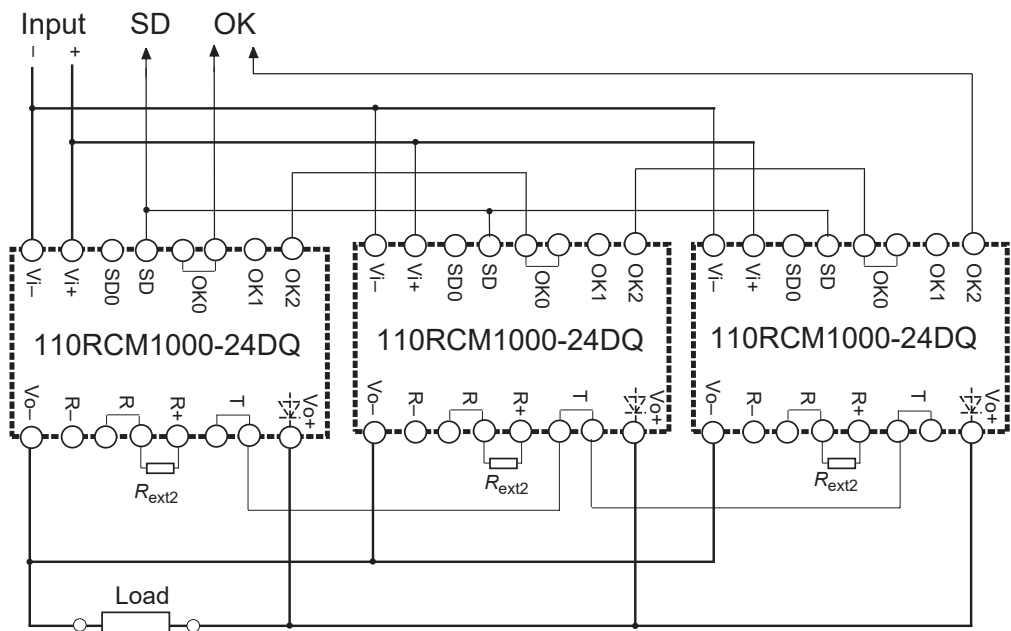 Input SD OK
− +
Vi− Vi+ SD0 SD OK0 OK1 OK2
Vi− Vi+ SD0 SD OK0 OK1 OK2
Vi− Vi+ SD0 SD OK0 OK1 OK2
110RCM1000-24DQ
110RCM1000-24DQ
110RCM1000-24DQ
Vo− R− R R+ T Vo+
Vo− R− R R+ T Vo+
Vo− R− R R+ T Vo+
Rext2
Rext2
Rext2
Load